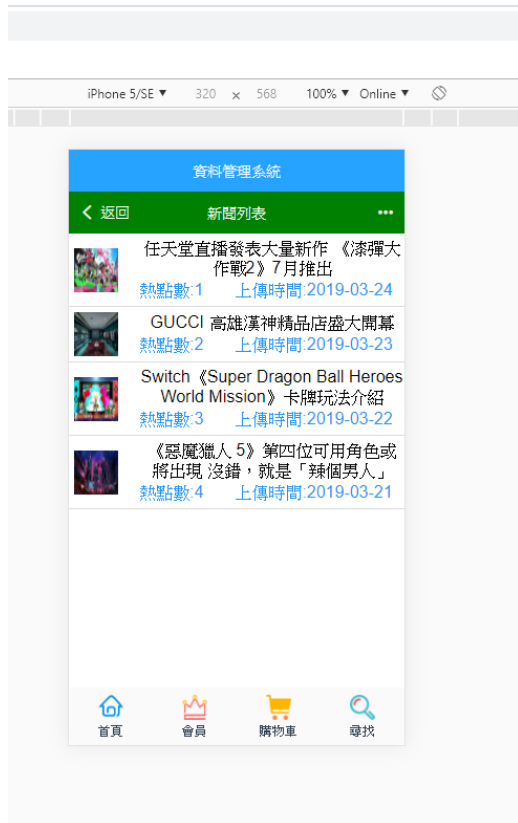 iPhone 5/SE ▼ 320 × 568 100% ▼ Online ▼
資料管理系統
返回 新聞列表 •••
任天堂直播發表大量新作 《漆彈大
作戰2》7月推出
熱點數:1 上傳時間:2019-03-24
GUCCI 高雄漢神精品店盛大開幕
熱點數:2 上傳時間:2019-03-23
Switch《Super Dragon Ball Heroes
World Mission》卡牌玩法介紹
熱點數:3 上傳時間:2019-03-22
《惡魔獵人 5》第四位可用角色或
將出現 沒錯，就是「辣個男人」
熱點數:4 上傳時間:2019-03-21
首頁 會員 購物車 尋找